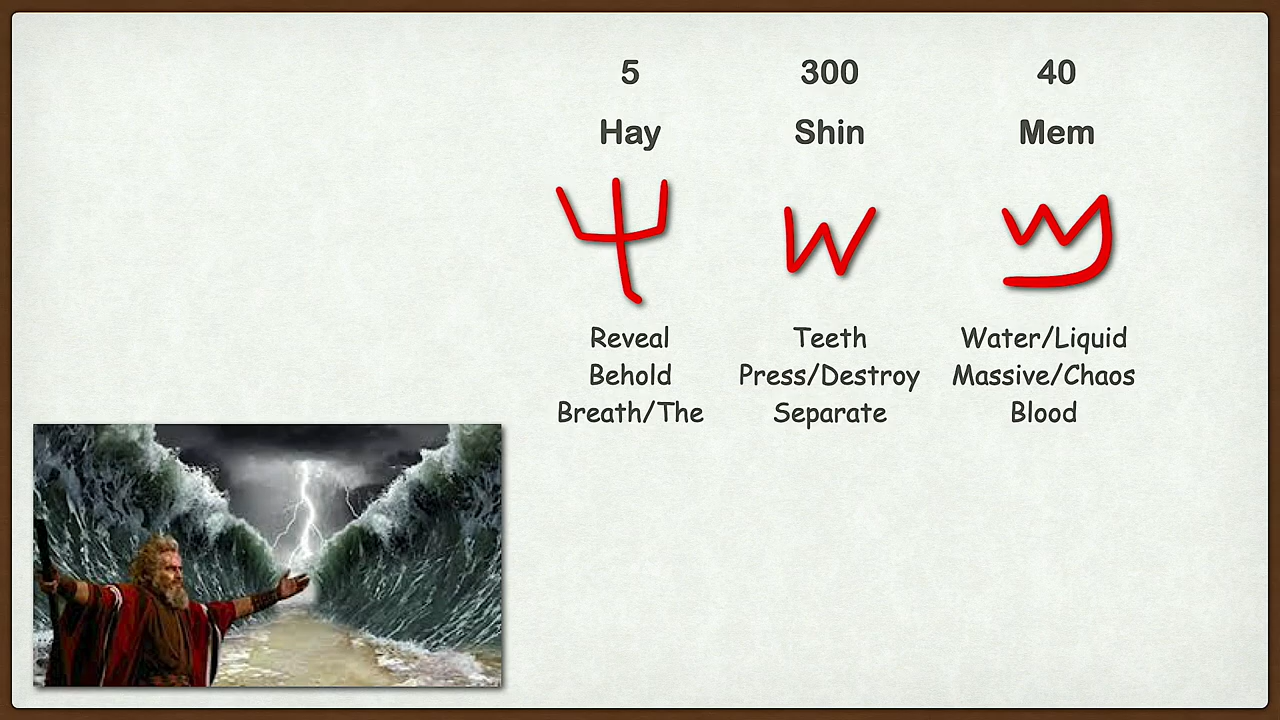 5 300 40
Hay Shin Mem
𐤄 𐤔 𐤌
Reveal Teeth Water/Liquid
Behold Press/Destroy Massive/Chaos
Breath/The Separate Blood